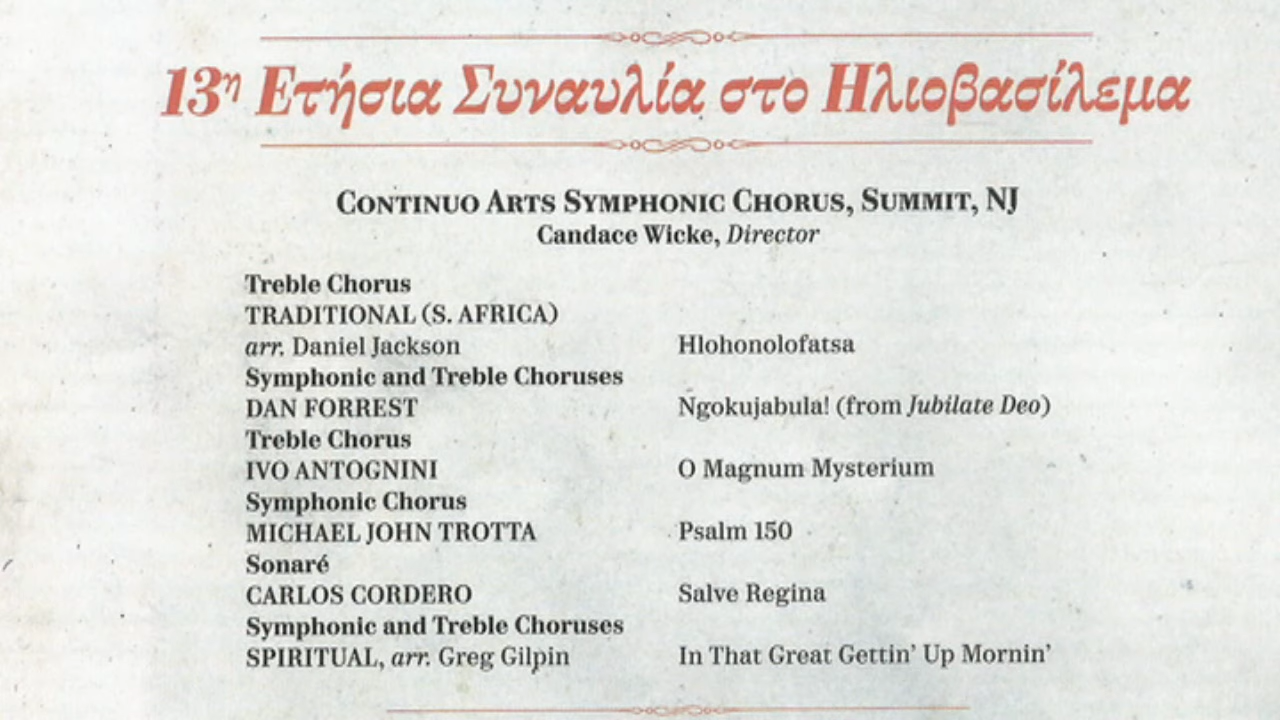 13η Ετήσια Συναυλία στο Ηλιοβασίλεμα
CONTINUO ARTS SYMPHONIC CHORUS, SUMMIT, NJ
Candace Wicke, Director
Treble Chorus
TRADITIONAL (S. AFRICA)
arr. Daniel Jackson Hlohonolofatsa
Symphonic and Treble Choruses
DAN FORREST Ngokujabula! (from Jubilate Deo)
Treble Chorus
IVO ANTOGNINI O Magnum Mysterium
Symphonic Chorus
MICHAEL JOHN TROTTA Psalm 150
Sonaré
CARLOS CORDERO Salve Regina
Symphonic and Treble Choruses
SPIRITUAL, arr. Greg Gilpin In That Great Gettin’ Up Mornin’